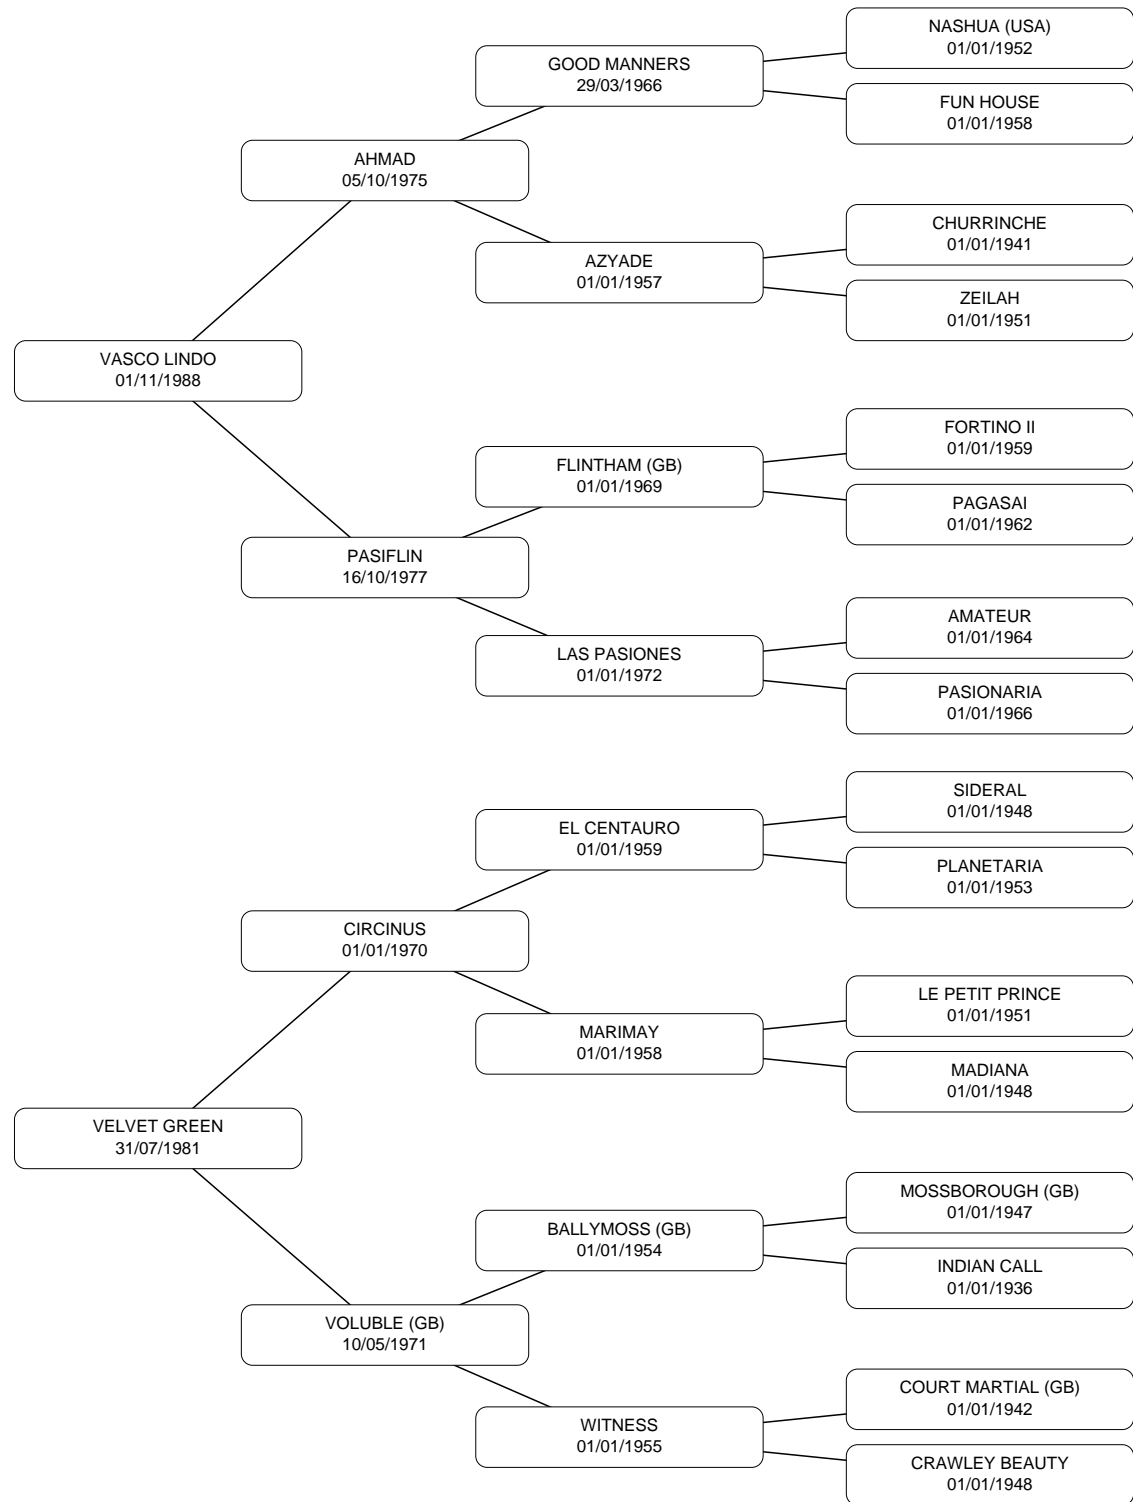 NASHUA (USA)
01/01/1952
GOOD MANNERS
29/03/1966
FUN HOUSE
01/01/1958
AHMAD
05/10/1975
CHURRINCHE
01/01/1941
AZYADE
01/01/1957
ZEILAH
01/01/1951
VASCO LINDO
01/11/1988
FORTINO II
01/01/1959
FLINTHAM (GB)
01/01/1969
PAGASAI
01/01/1962
PASIFLIN
16/10/1977
AMATEUR
01/01/1964
LAS PASIONES
01/01/1972
PASIONARIA
01/01/1966
SIDERAL
01/01/1948
EL CENTAURO
01/01/1959
PLANETARIA
01/01/1953
CIRCINUS
01/01/1970
LE PETIT PRINCE
01/01/1951
MARIMAY
01/01/1958
MADIANA
01/01/1948
VELVET GREEN
31/07/1981
MOSSBOROUGH (GB)
01/01/1947
BALLYMOSS (GB)
01/01/1954
INDIAN CALL
01/01/1936
VOLUBLE (GB)
10/05/1971
COURT MARTIAL (GB)
01/01/1942
WITNESS
01/01/1955
CRAWLEY BEAUTY
01/01/1948